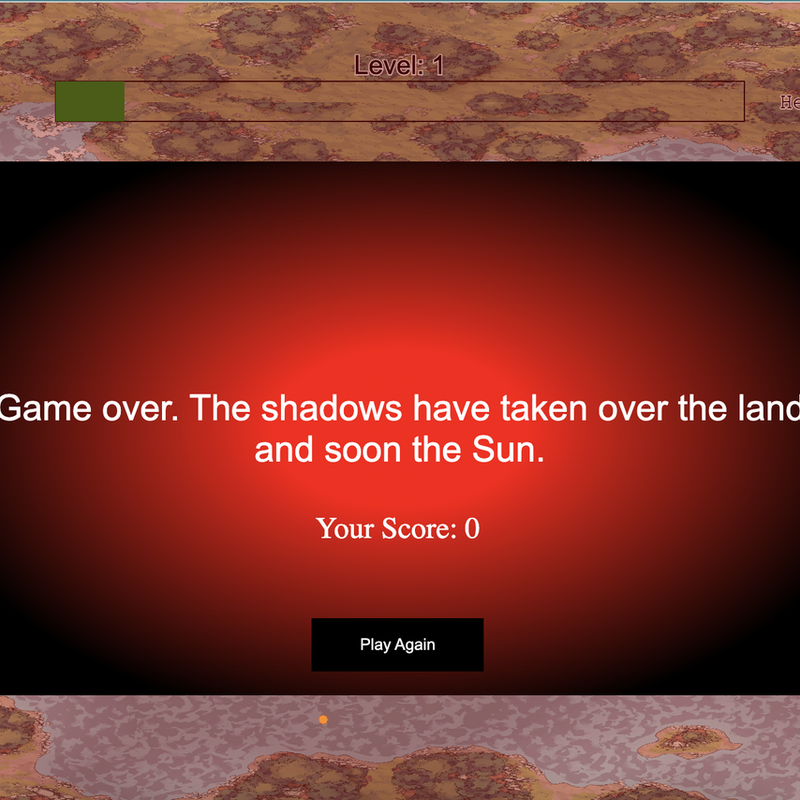 Level: 1
He
Game over. The shadows have taken over the land
and soon the Sun.
Your Score: 0
Play Again